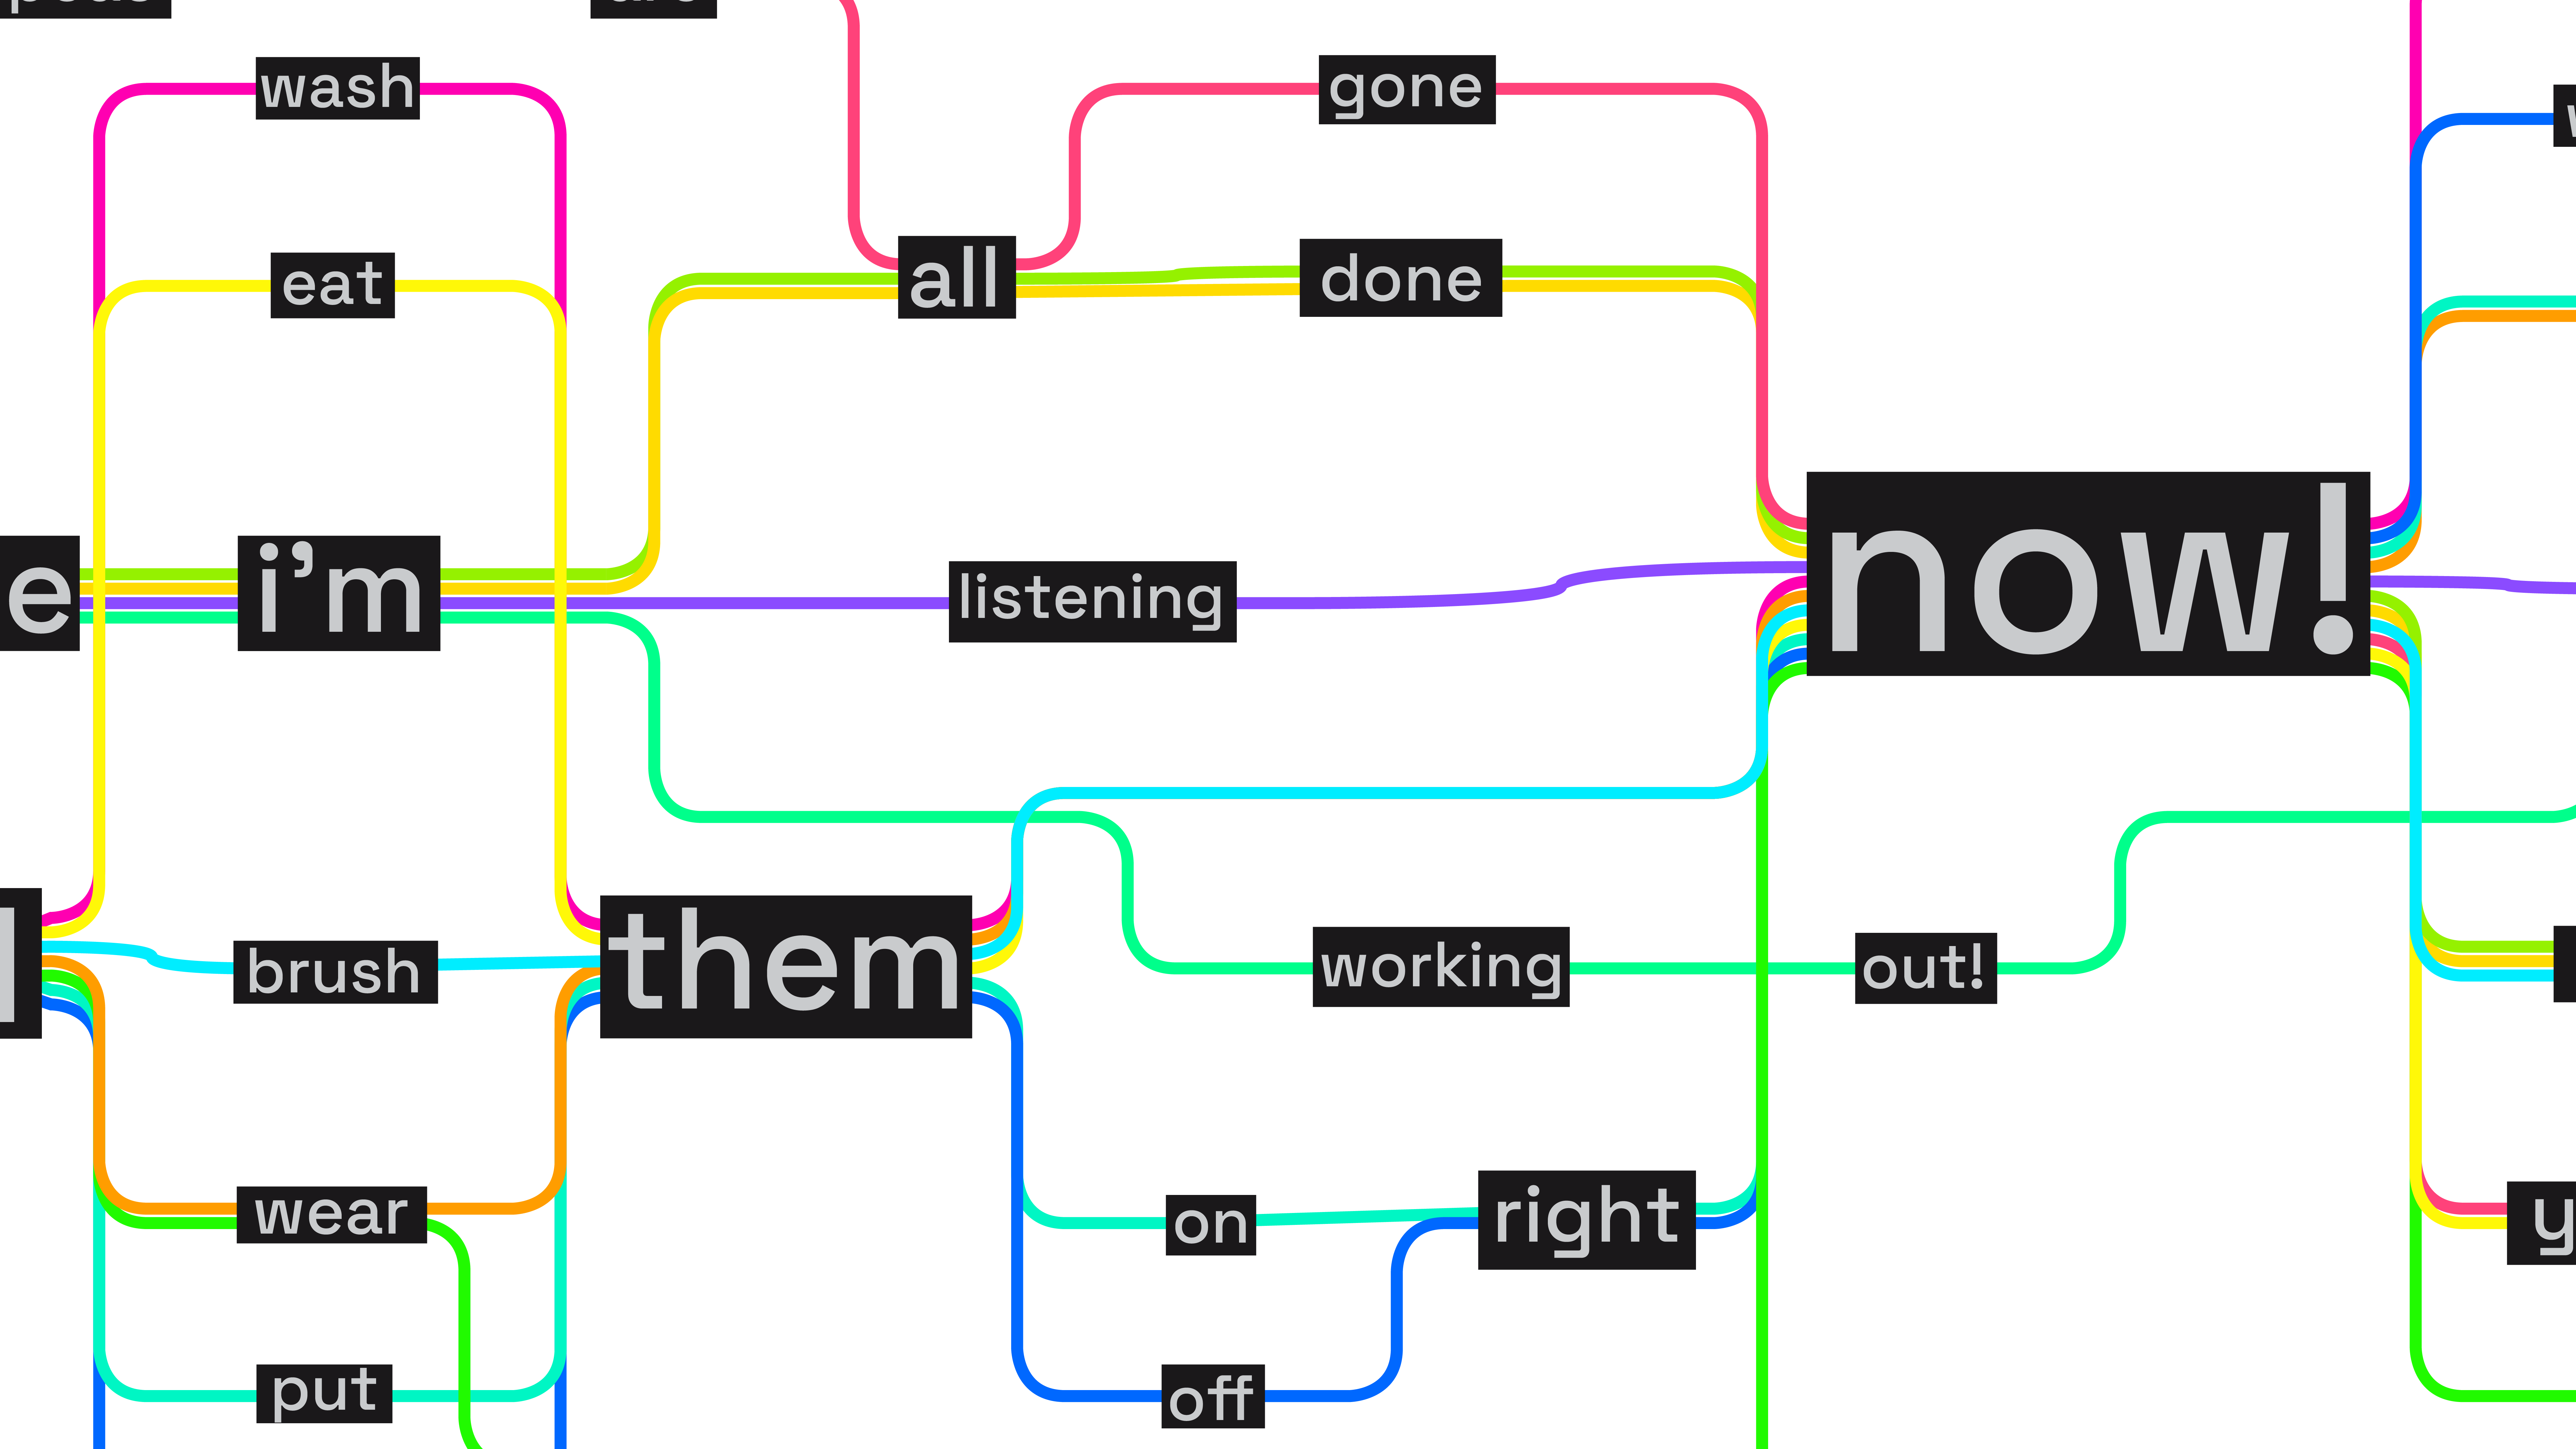 wash
gone
eat
all
done
i’m
listening
now!
them
brush
working
out!
wear
on
right
put
off